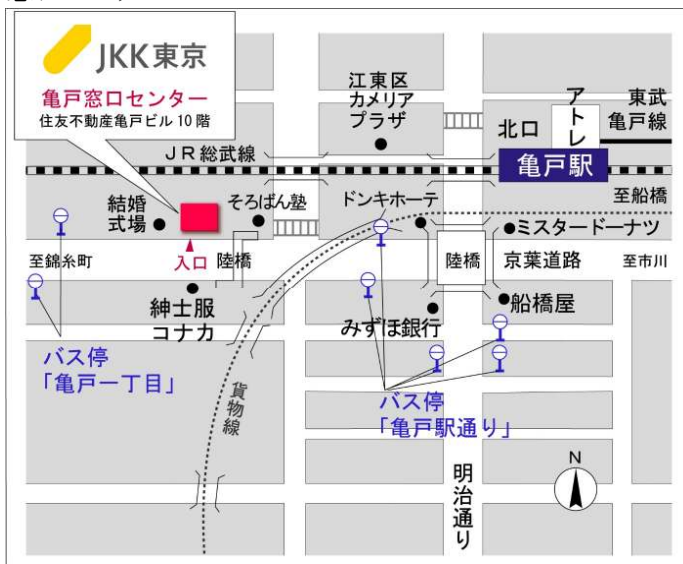 JKK東京
亀戸窓口センター
住友不動産亀戸ビル10階
江東区
カメリア
プラザ
北口
アトレ
東武
亀戸線
JR総武線
亀戸駅
至船橋
結婚
式場
そろばん塾
ドンキホーテ
ミスタードーナツ
至錦糸町
入口
陸橋
陸橋
京葉道路
至市川
紳士服
コナカ
みずほ銀行
船橋屋
バス停
「亀戸一丁目」
貨物線
バス停
「亀戸駅通り」
明治通り
N